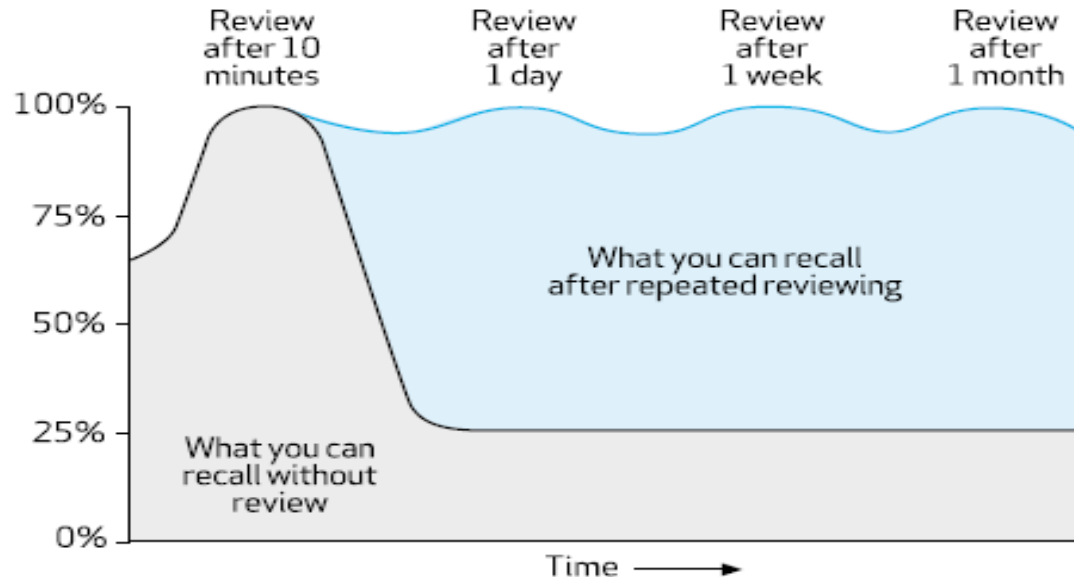 Review
after 10
minutes
Review
after
1 day
Review
after
1 week
Review
after
1 month
100%
75%
50%
25%
0%
What you can recall
after repeated reviewing
What you can
recall without
review
Time